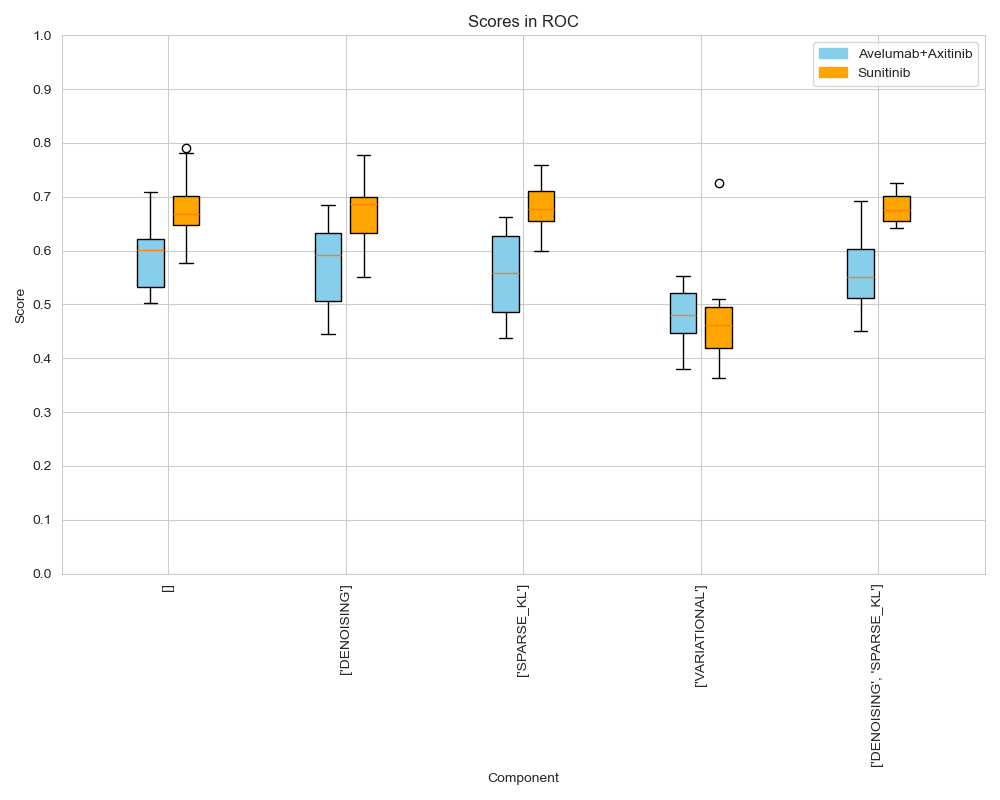 Scores in ROC
Avelumab+Axitinib
Sunitinib
Score
1.0
0.9
0.8
0.7
0.6
0.5
0.4
0.3
0.2
0.1
0.0
[]
['DENOISING']
['SPARSE_KL']
['VARIATIONAL']
['DENOISING', 'SPARSE_KL']
Component